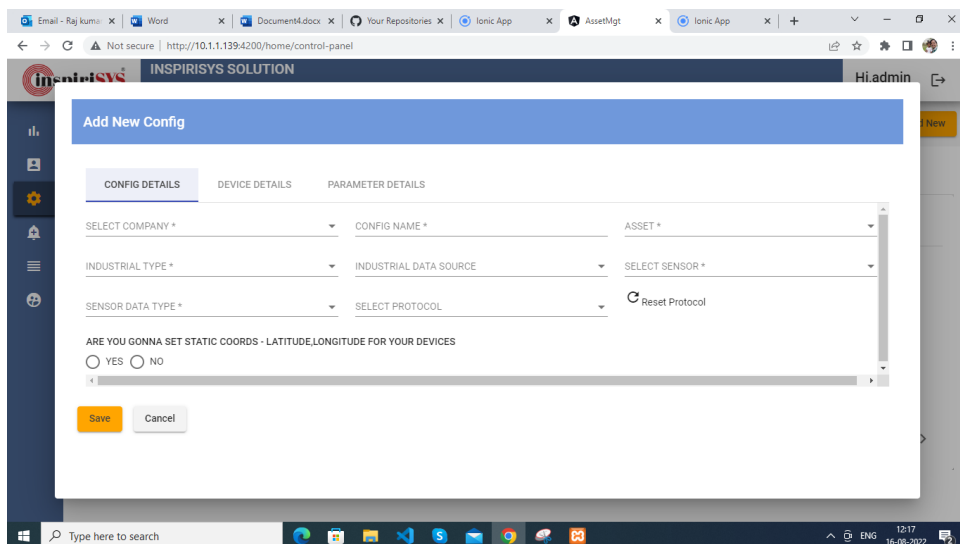 Email - Raj kuma
Word
Document4.docx
Your Repositories
Ionic App
AssetMgt
Ionic App
Not secure | http://10.1.1.139:4200/home/control-panel
inspiriSYS
INSPIRISYS SOLUTION
Hi,admin
Add New Config
New
CONFIG DETAILS
DEVICE DETAILS
PARAMETER DETAILS
SELECT COMPANY *
CONFIG NAME *
ASSET *
INDUSTRIAL TYPE *
INDUSTRIAL DATA SOURCE
SELECT SENSOR *
SENSOR DATA TYPE *
SELECT PROTOCOL
Reset Protocol
ARE YOU GONNA SET STATIC COORDS - LATITUDE,LONGITUDE FOR YOUR DEVICES
YES
NO
Save
Cancel
Type here to search
ENG
12:17
16-08-2022